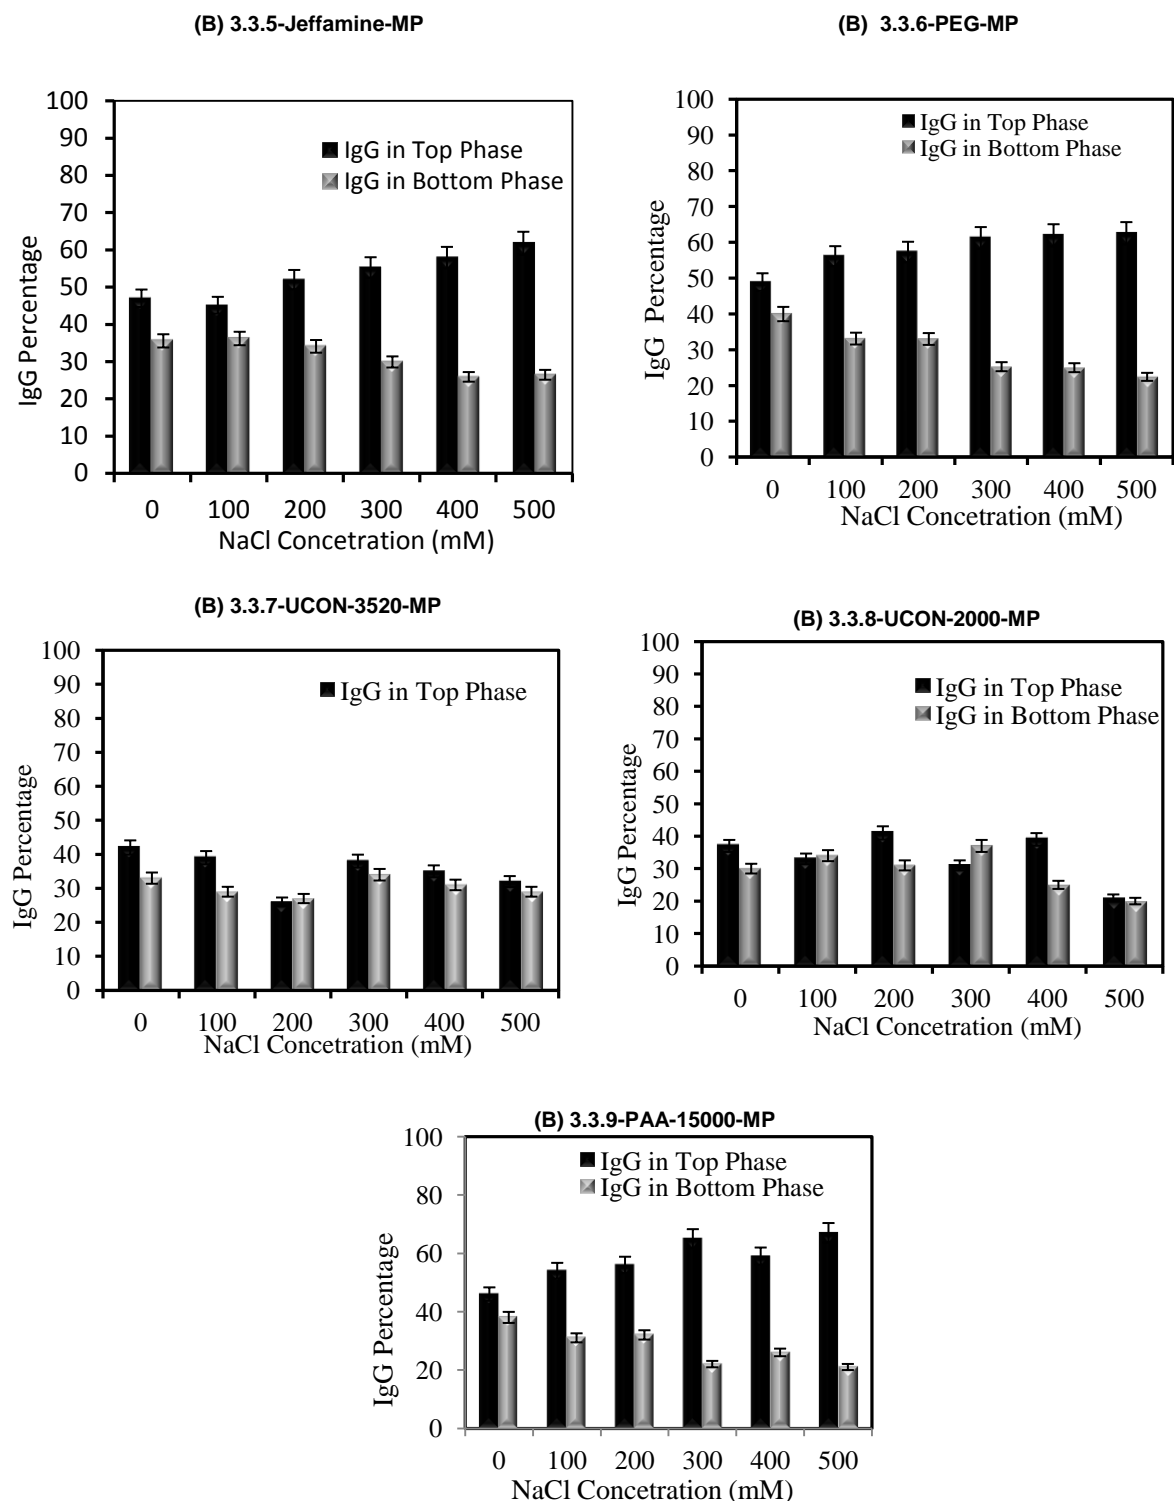 (B) 3.3.5-Jeffamine-MP
100
90
80
70
60
50
40
30
20
10
0
IgG Percentage
IgG in Top Phase
IgG in Bottom Phase
0 100 200 300 400 500
NaCl Concetration (mM)
(B) 3.3.6-PEG-MP
100
90
80
70
60
50
40
30
20
10
0
IgG Percentage
IgG in Top Phase
IgG in Bottom Phase
0 100 200 300 400 500
NaCl Concetration (mM)
(B) 3.3.7-UCON-3520-MP
100
90
80
70
60
50
40
30
20
10
0
IgG Percentage
IgG in Top Phase
0 100 200 300 400 500
NaCl Concetration (mM)
(B) 3.3.8-UCON-2000-MP
100
90
80
70
60
50
40
30
20
10
0
IgG Percentage
IgG in Top Phase
IgG in Bottom Phase
0 100 200 300 400 500
NaCl Concetration (mM)
(B) 3.3.9-PAA-15000-MP
100
80
60
40
20
0
IgG Percentage
IgG in Top Phase
IgG in Bottom Phase
0 100 200 300 400 500
NaCl Concetration (mM)